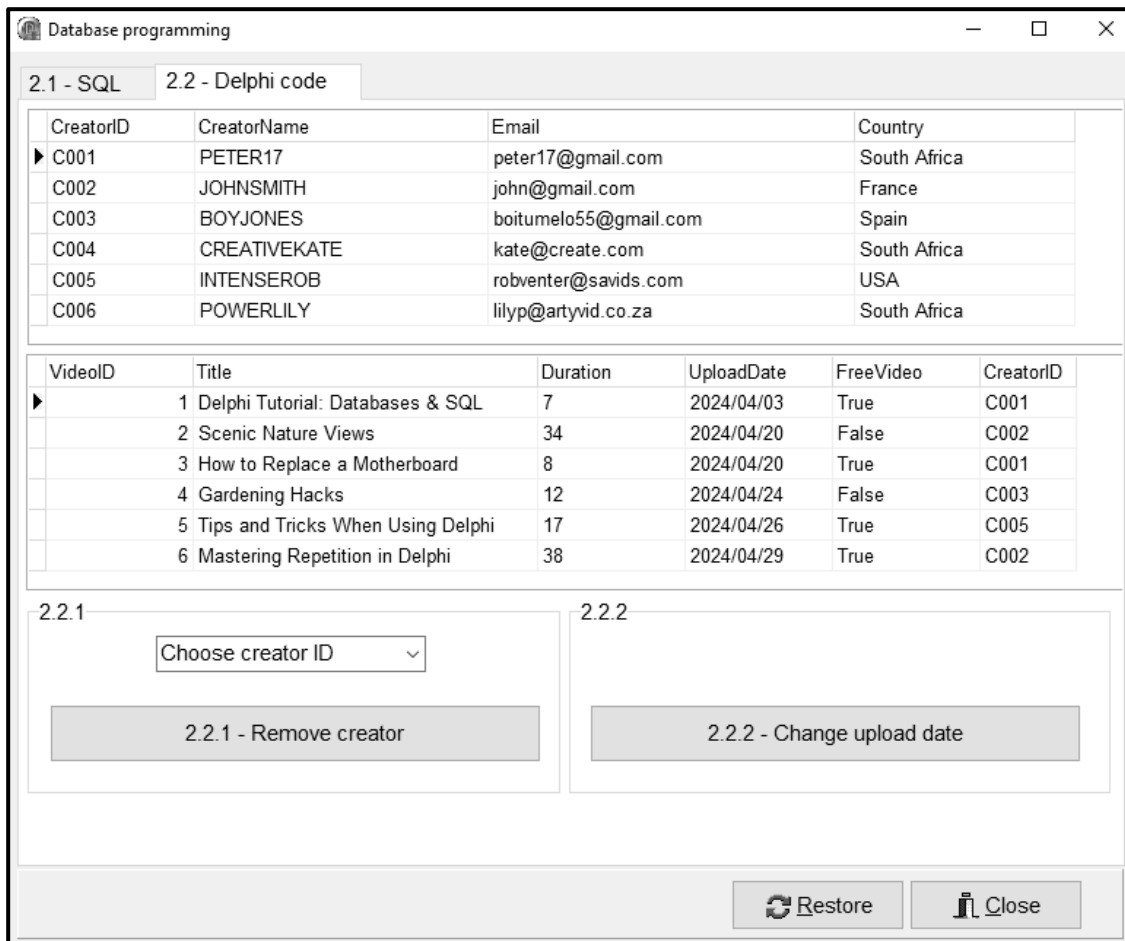 Database programming
2.1 - SQL 2.2 - Delphi code
CreatorID CreatorName Email Country
C001 PETER17 peter17@gmail.com South Africa
C002 JOHNSMITH john@gmail.com France
C003 BOYJONES boitumelo55@gmail.com Spain
C004 CREATIVEKATE kate@create.com South Africa
C005 INTENSEROB robventer@savids.com USA
C006 POWERLILY lilyp@artyvid.co.za South Africa
VideoID Title Duration UploadDate FreeVideo CreatorID
1 Delphi Tutorial: Databases & SQL 7 2024/04/03 True C001
2 Scenic Nature Views 34 2024/04/20 False C002
3 How to Replace a Motherboard 8 2024/04/20 True C001
4 Gardening Hacks 12 2024/04/24 False C003
5 Tips and Tricks When Using Delphi 17 2024/04/26 True C005
6 Mastering Repetition in Delphi 38 2024/04/29 True C002
2.2.1 2.2.2
Choose creator ID
2.2.1 - Remove creator 2.2.2 - Change upload date
Restore Close